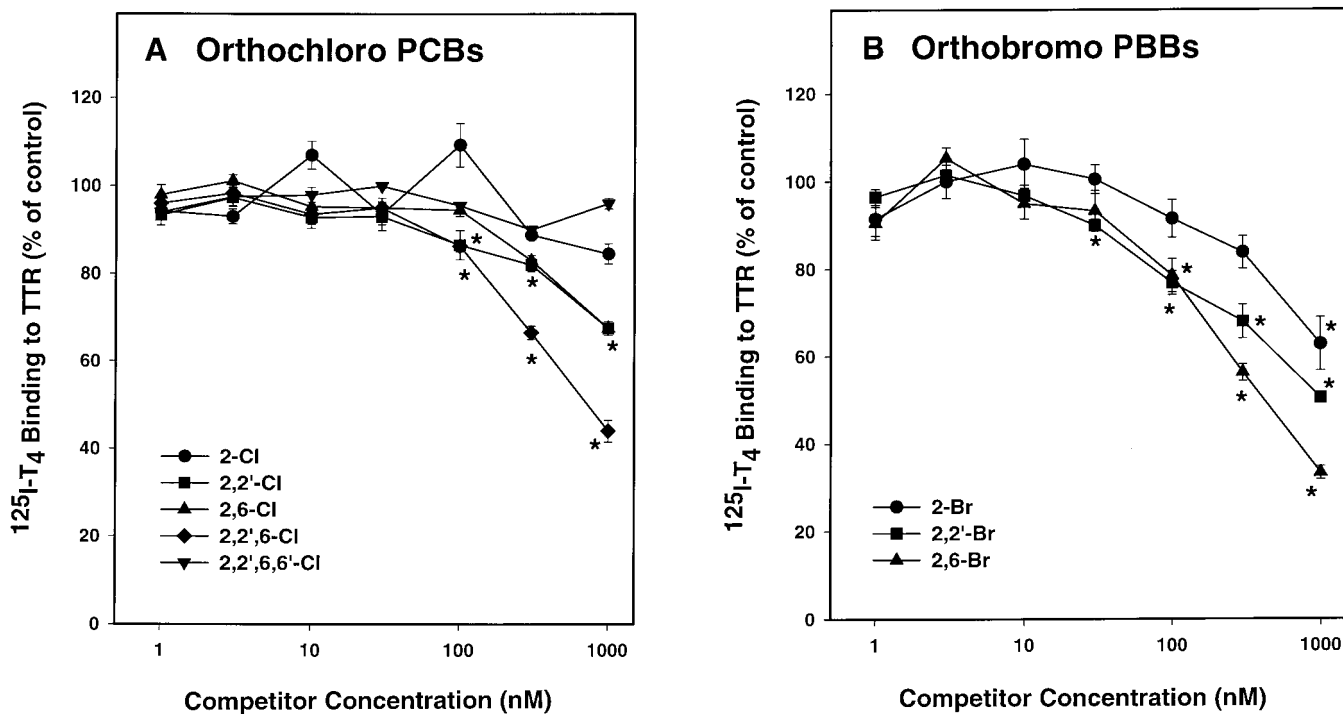 A Orthochloro PCBs
¹²⁵I-T₄ Binding to TTR (% of control)
120
100
80
60
40
20
0
* * * * * *
2-Cl
2,2'-Cl
2,6-Cl
2,2',6-Cl
2,2',6,6'-Cl
1 10 100 1000
Competitor Concentration (nM)
B Orthobromo PBBs
¹²⁵I-T₄ Binding to TTR (% of control)
120
100
80
60
40
20
0
* * * * * * * *
2-Br
2,2'-Br
2,6-Br
1 10 100 1000
Competitor Concentration (nM)